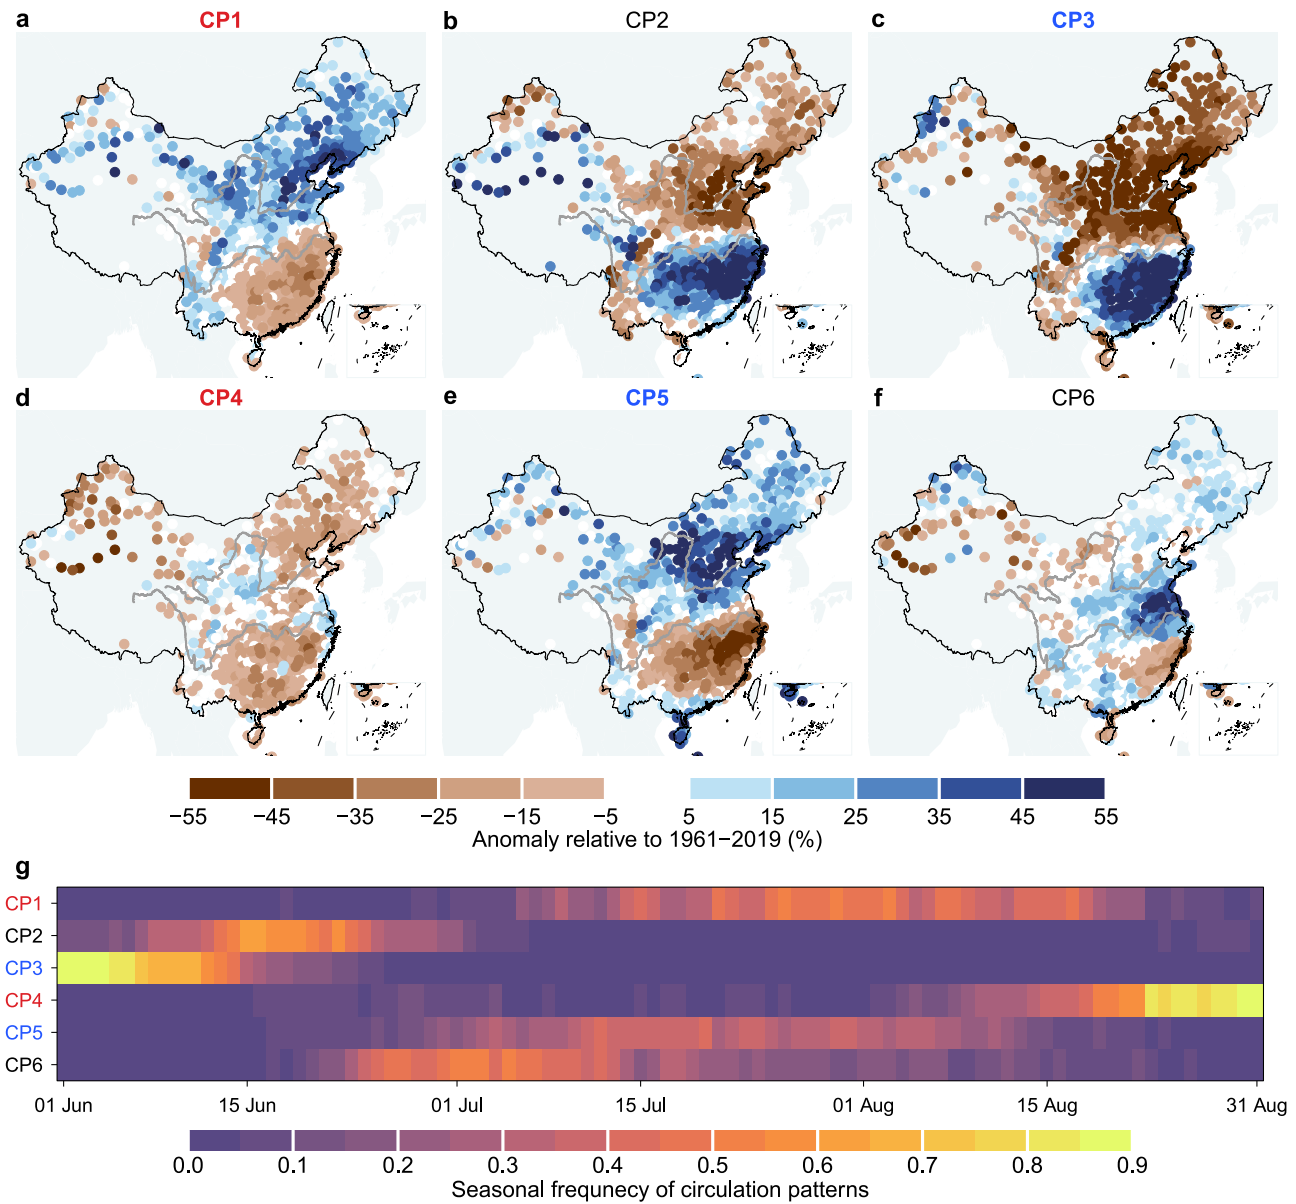 a CP1 b CP2 c CP3
d CP4 e CP5 f CP6
−55 −45 −35 −25 −15 −5 5 15 25 35 45 55
Anomaly relative to 1961−2019 (%)
g
CP1
CP2
CP3
CP4
CP5
CP6
01 Jun 15 Jun 01 Jul 15 Jul 01 Aug 15 Aug 31 Aug
0.0 0.1 0.2 0.3 0.4 0.5 0.6 0.7 0.8 0.9
Seasonal frequnecy of circulation patterns